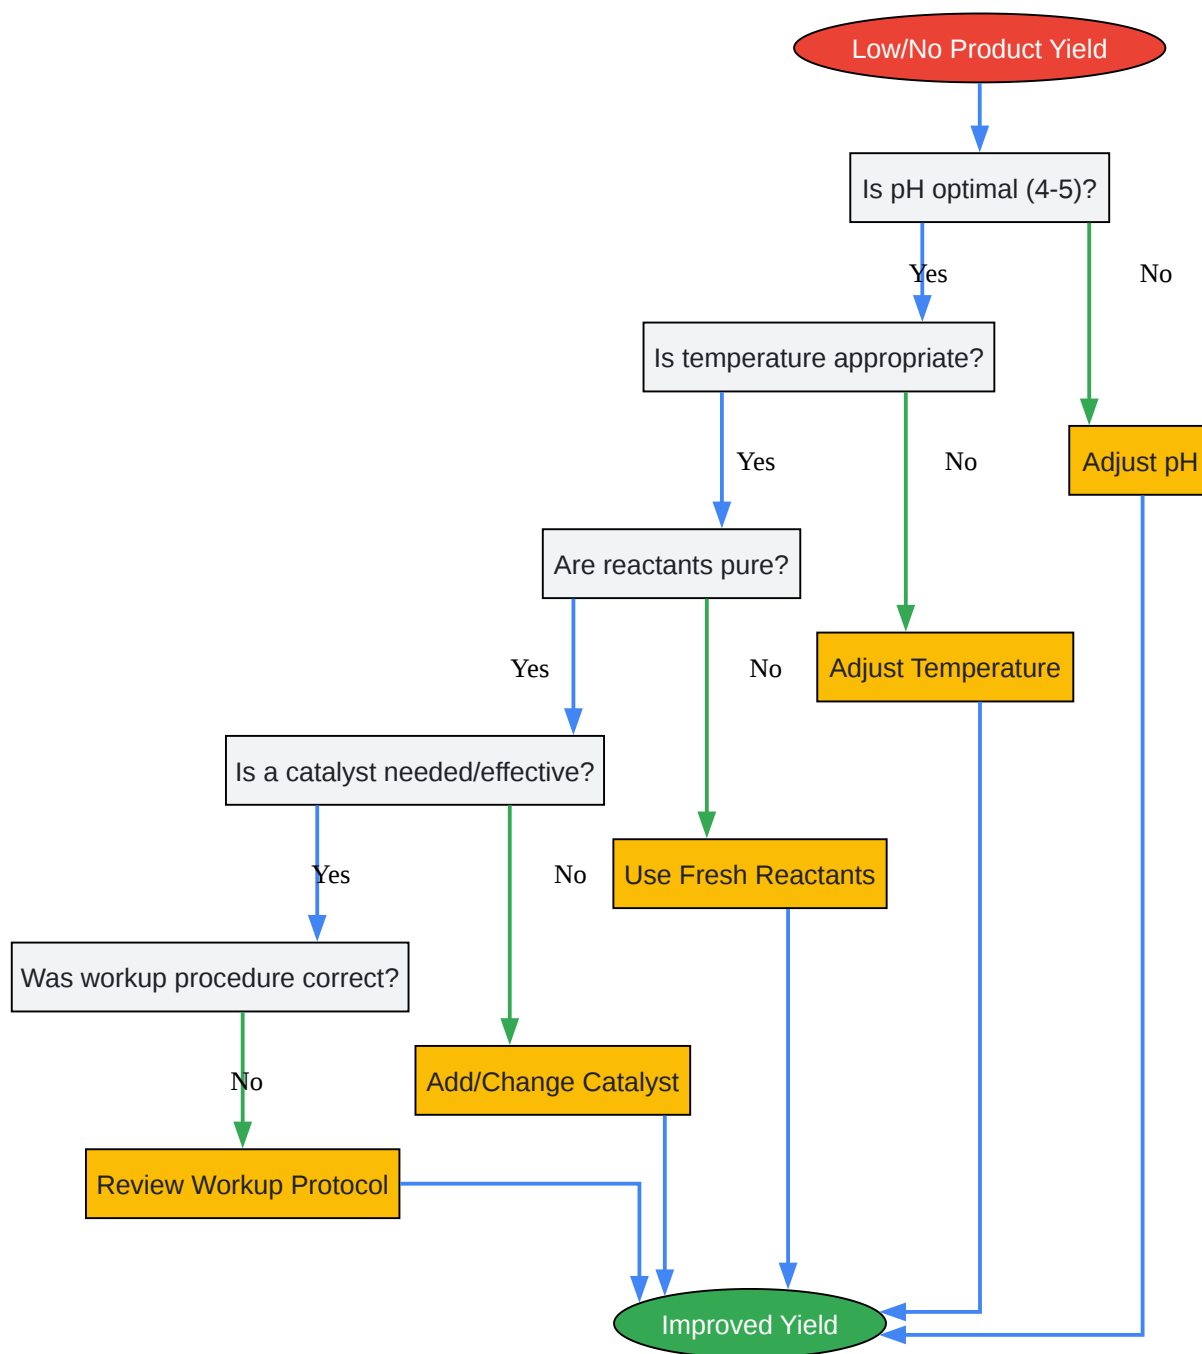 Low/No Product Yield
Is pH optimal (4-5)?
Yes
No
Is temperature appropriate?
Yes
No
Adjust pH
Are reactants pure?
Yes
No
Adjust Temperature
Is a catalyst needed/effective?
Yes
No
Use Fresh Reactants
Was workup procedure correct?
No
Add/Change Catalyst
Review Workup Protocol
Improved Yield